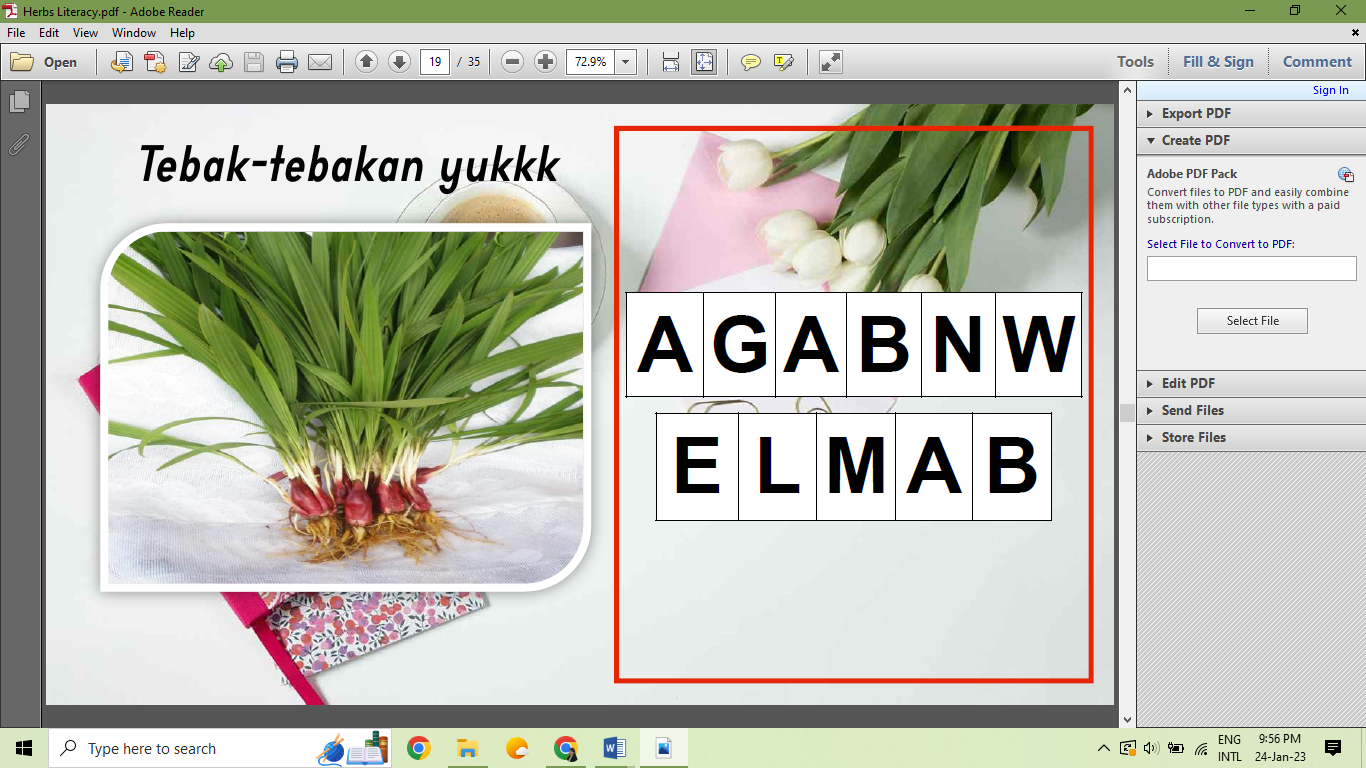 Herbs Literacy.pdf - Adobe Reader
File Edit View Window Help
Open 19 / 35 72.9% Tools Fill & Sign Comment
Sign In
Export PDF
Create PDF
Adobe PDF Pack
Convert files to PDF and easily combine
them with other file types with a paid
subscription.
Select File to Convert to PDF:
Select File
Edit PDF
Send Files
Store Files
Tebak-tebakan yukkk
A G A B N W
E L M A B
Type here to search
ENG
INTL
9:56 PM
24-Jan-23